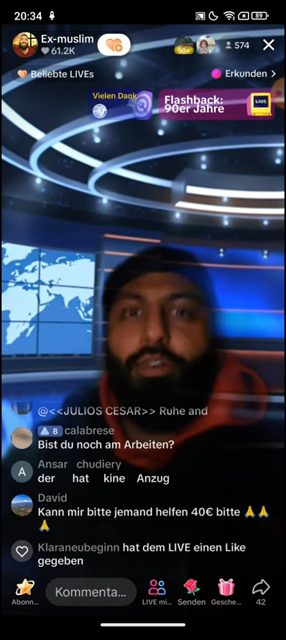 20:34
89
Ex-muslim
61.2K
574
Beliebte LIVEs
Erkunden >
Vielen Dank
Flashback:
90er Jahre
LIVE
@<<JULIOS CESAR>> Ruhe and
8 calabrese
Bist du noch am Arbeiten?
A
Ansar chudiery
der hat kine Anzug
David
Kann mir bitte jemand helfen 40€ bitte 🙏 🙏
🙏
Klaraneubeginn hat dem LIVE einen Like
gegeben
Abonn...
Kommenta...
LIVE mi...
Senden
Gesche...
42